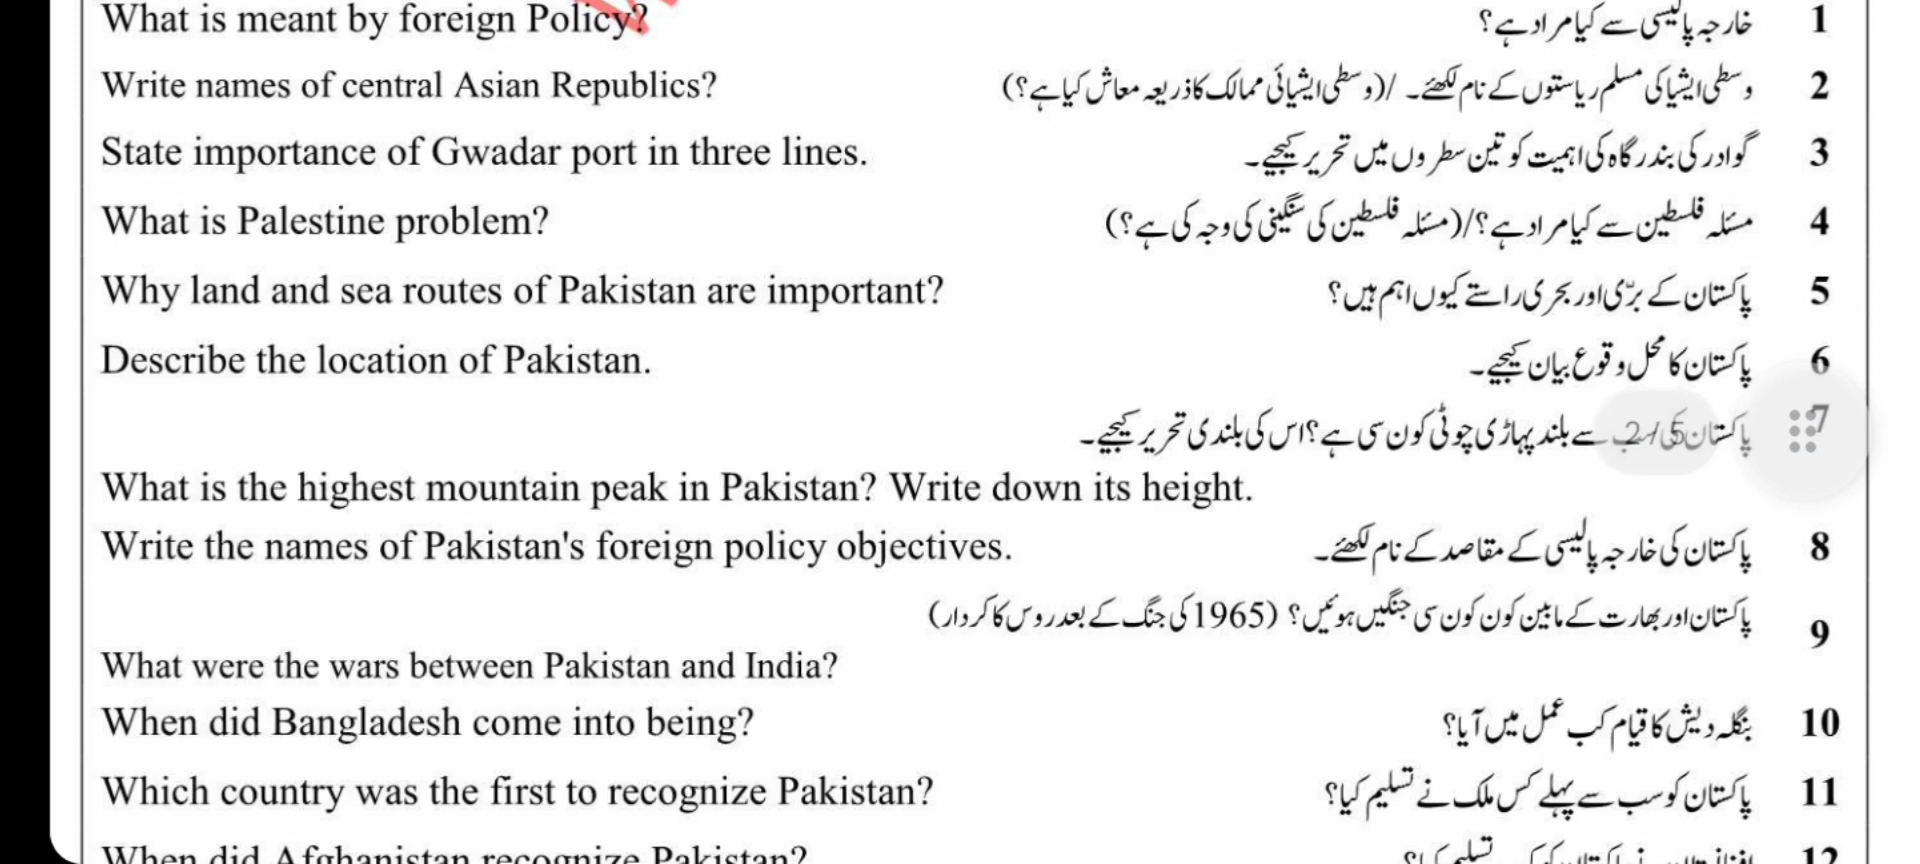 What is meant by foreign Policy? خارجہ پالیسی سے کیا مراد ہے؟ 1
Write names of central Asian Republics? وسطی ایشیا کی مسلم ریاستوں کے نام لکھئے۔ /(وسطی ایشیائی ممالک کا ذریعہ معاش کیا ہے؟) 2
State importance of Gwadar port in three lines. گوادر کی بندرگاہ کی اہمیت کو تین سطروں میں تحریر کیجیے۔ 3
What is Palestine problem? مسئلہ فلسطین سے کیا مراد ہے؟/(مسئلہ فلسطین کی سنگینی کی وجہ کی ہے؟) 4
Why land and sea routes of Pakistan are important? پاکستان کے برّی اور بحری راستے کیوں اہم ہیں؟ 5
Describe the location of Pakistan. پاکستان کا محل وقوع بیان کیجیے۔ 6
پاکستان کی سب سے بلند پہاڑی چوٹی کون سی ہے؟ اس کی بلندی تحریر کیجیے۔ 7
2 / 5
What is the highest mountain peak in Pakistan? Write down its height.
Write the names of Pakistan's foreign policy objectives. پاکستان کی خارجہ پالیسی کے مقاصد کے نام لکھئے۔ 8
پاکستان اور بھارت کے مابین کون کون سی جنگیں ہوئیں؟ (1965 کی جنگ کے بعد روس کا کردار) 9
What were the wars between Pakistan and India?
When did Bangladesh come into being? بنگلہ دیش کا قیام کب عمل میں آیا؟ 10
Which country was the first to recognize Pakistan? پاکستان کو سب سے پہلے کس ملک نے تسلیم کیا؟ 11
When did Afghanistan recognize Pakistan? 12